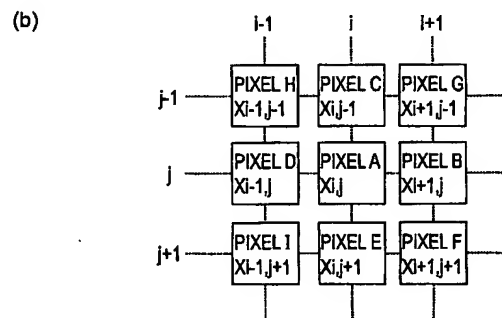 (b)
i-1 i i+1
j-1
PIXEL H PIXEL C PIXEL G
Xi-1,j-1 Xi,j-1 Xi+1,j-1
j
PIXEL D PIXEL A PIXEL B
Xi-1,j Xi,j Xi+1,j
j+1
PIXEL I PIXEL E PIXEL F
Xi-1,j+1 Xi,j+1 Xi+1,j+1